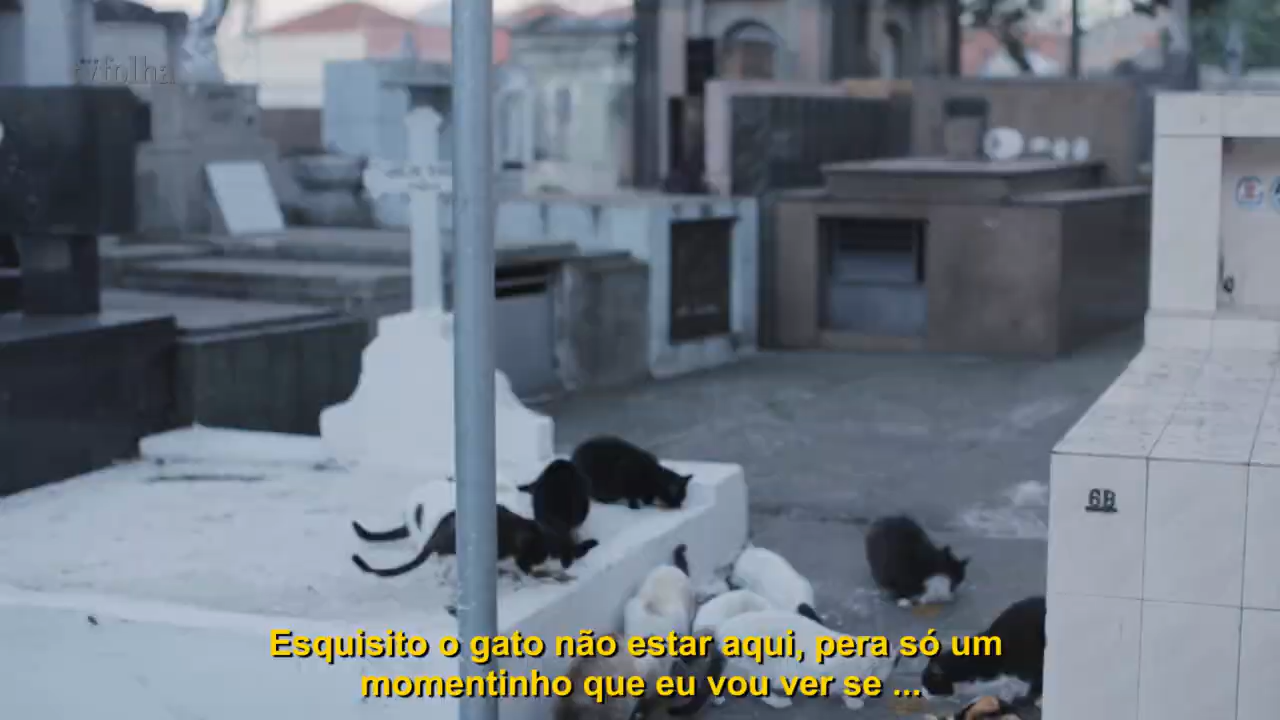 tvfolha
6B
Esquisito o gato não estar aqui, pera só um
momentinho que eu vou ver se ...